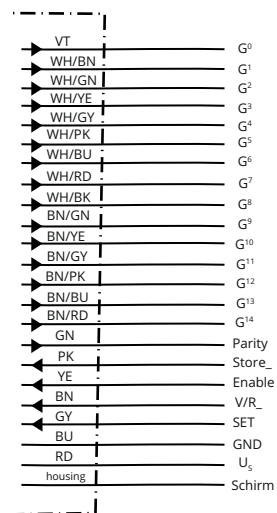 VT G⁰
WH/BN G¹
WH/GN G²
WH/YE G³
WH/GY G⁴
WH/PK G⁵
WH/BU G⁶
WH/RD G⁷
WH/BK G⁸
BN/GN G⁹
BN/YE G¹⁰
BN/GY G¹¹
BN/PK G¹²
BN/BU G¹³
BN/RD G¹⁴
GN Parity
PK Store_
YE Enable
BN V/R_
GY SET
BU GND
RD Uₛ
housing Schirm